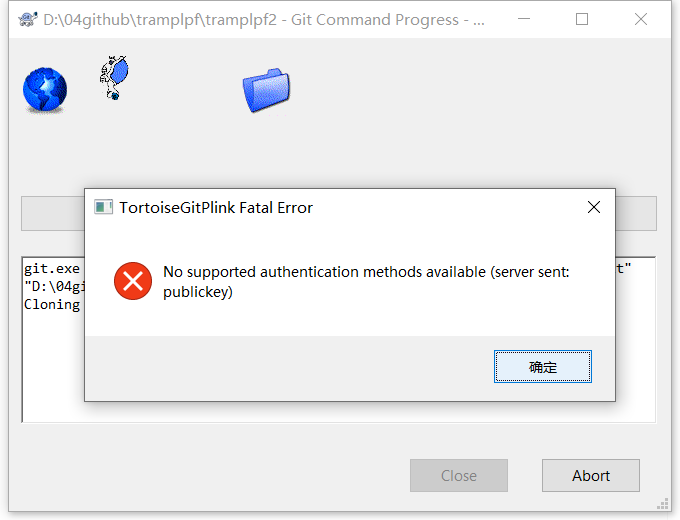 D:\04github\tramplpf\tramplpf2 - Git Command Progress - ...
TortoiseGitPlink Fatal Error
No supported authentication methods available (server sent:
publickey)
确定
git.exe
t"
"D:\04gi
Cloning
Close
Abort